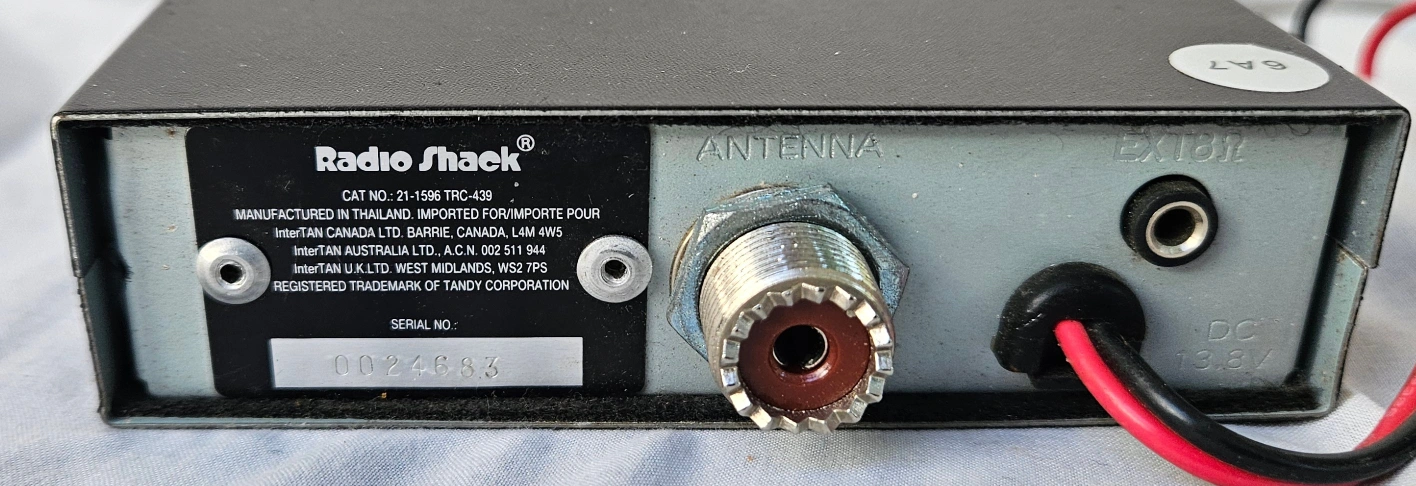 6A7
Radio Shack®
CAT NO.: 21-1596 TRC-439
MANUFACTURED IN THAILAND. IMPORTED FOR/IMPORTE POUR
InterTAN CANADA LTD. BARRIE, CANADA, L4M 4W5
InterTAN AUSTRALIA LTD., A.C.N. 002 511 944
InterTAN U.K.LTD. WEST MIDLANDS, WS2 7PS
REGISTERED TRADEMARK OF TANDY CORPORATION
SERIAL NO.:
0024683
ANTENNA
EXT8Ω
DC
13.8V